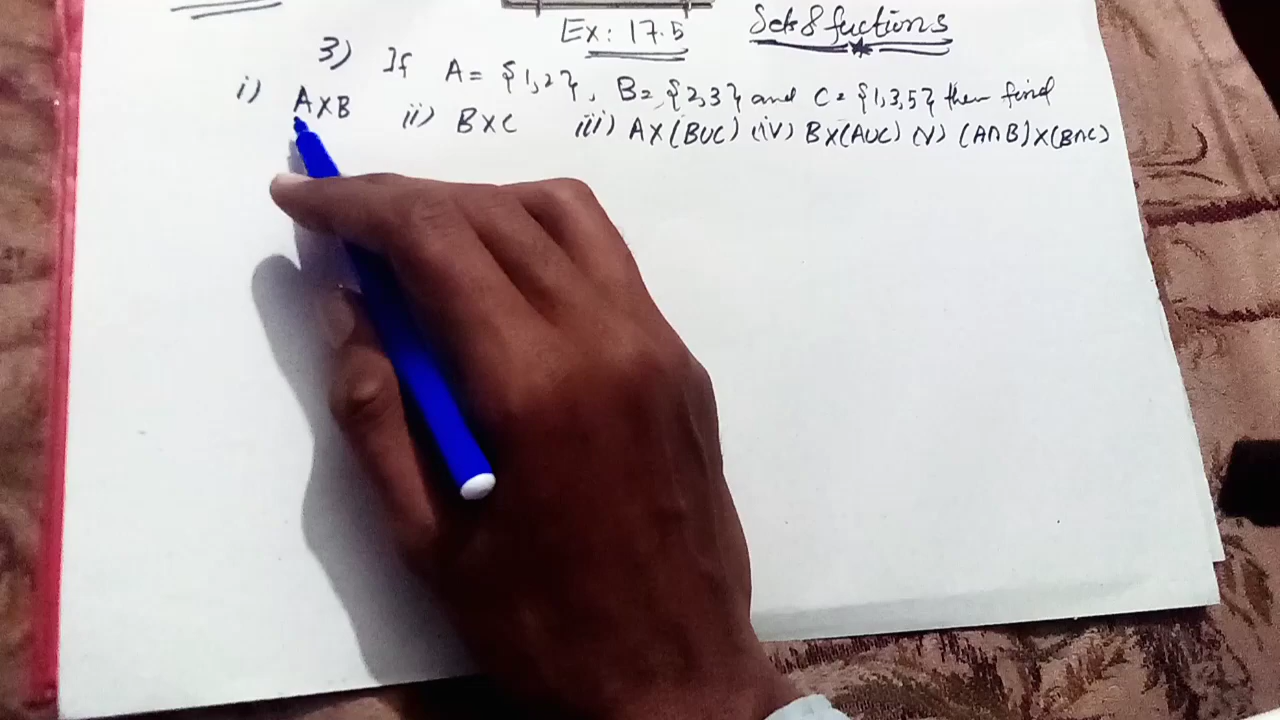 Ex: 17.5 Sets & fuctions
3) If A = {1,2}, B = {2,3} and C = {1,3,5} then find
i) A×B ii) B×C iii) A×(B∪C) (iv) B×(A∪C) (v) (A∩B)×(B∩C)